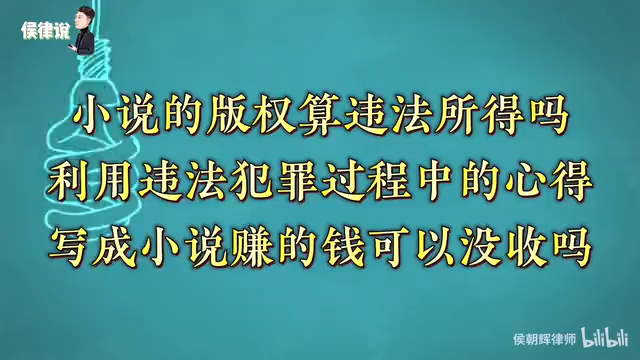 侯律说
小说的版权算违法所得吗
利用违法犯罪过程中的心得
写成小说赚的钱可以没收吗
侯朝辉律师 bilibili